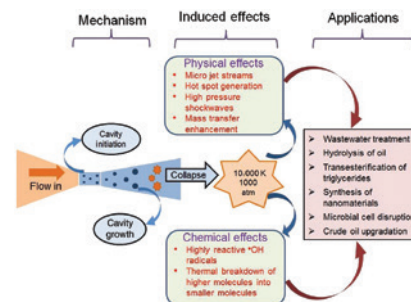 Mechanism
Induced effects
Applications
Physical effects
• Micro jet streams
• Hot spot generation
• High pressure
shockwaves
• Mass transfer
enhancement
Cavity
initiation
Flow in
Collapse
10,000 K
1000
atm
Cavity
growth
➢ Wastewater treatment
➢ Hydrolysis of oil
➢ Transesterification of
triglycerides
➢ Synthesis of
nanomaterials
➢ Microbial cell disruption
➢ Crude oil upgradation
Chemical effects
• Highly reactive •OH
radicals
• Thermal breakdown of
higher molecules into
smaller molecules